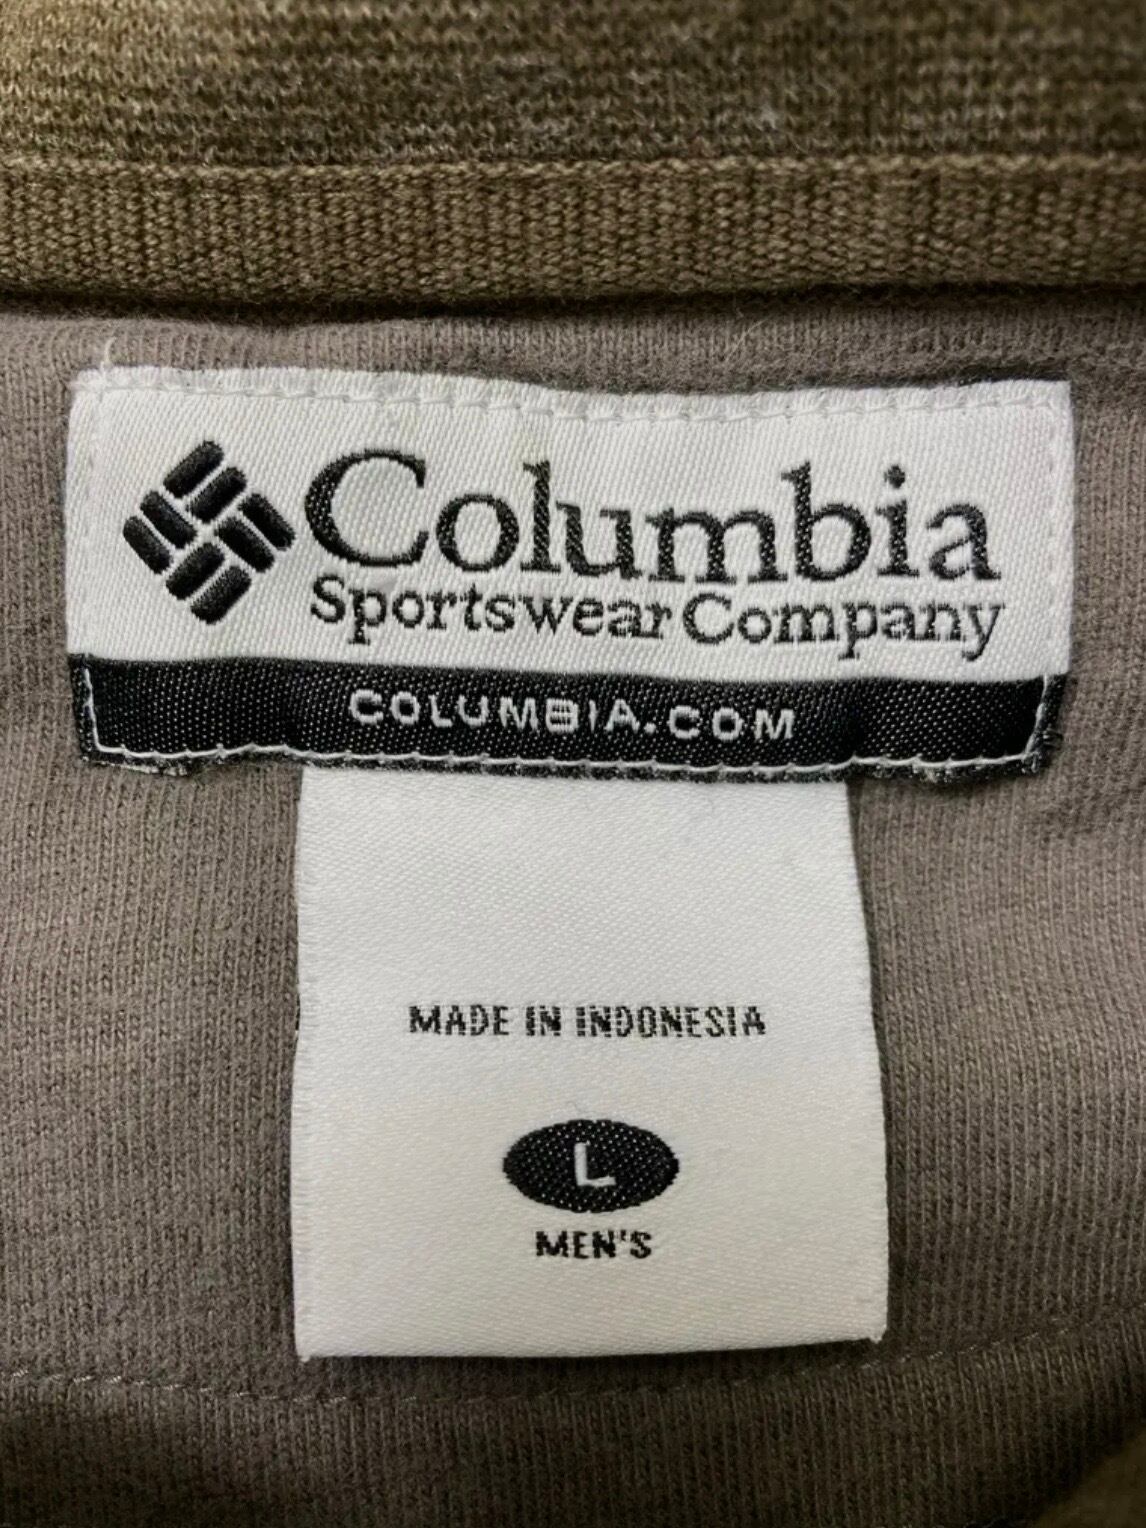 Columbia
Sportswear Company
COLUMBIA.COM
MADE IN INDONESIA
L
MEN'S